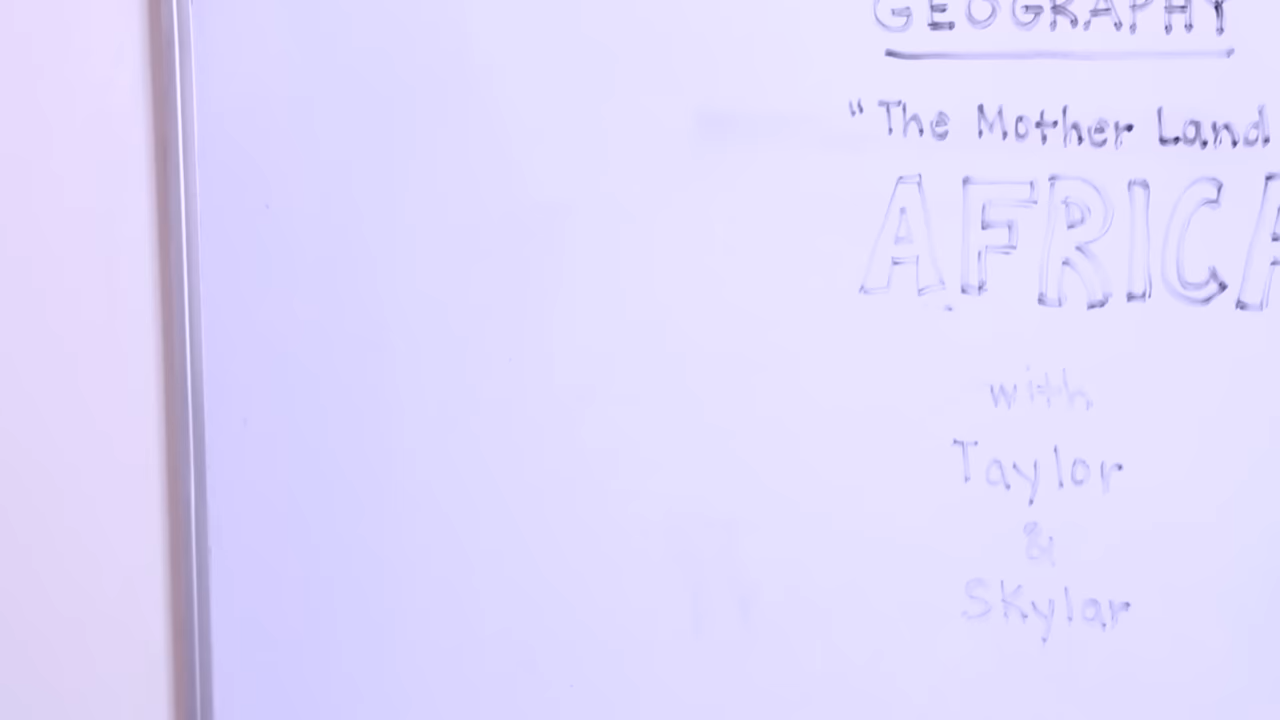 GEOGRAPHY
"The Mother Land
AFRICA
with
Taylor
&
Skylar